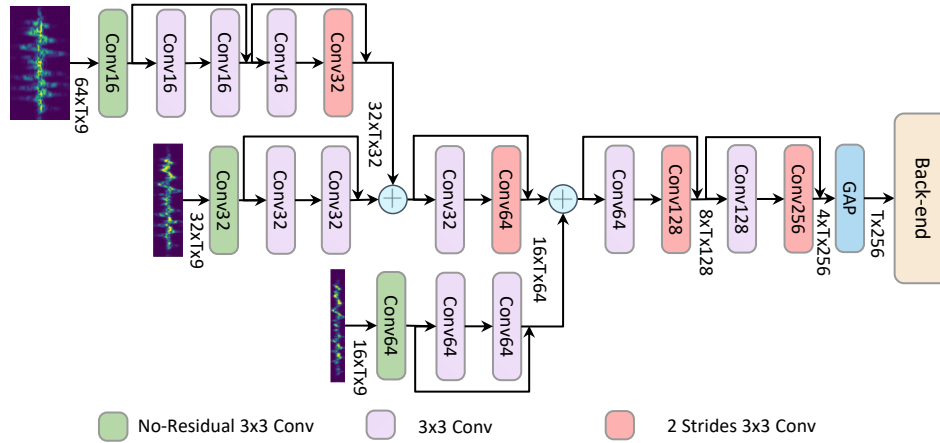 64xTx9
Conv16
Conv16
Conv16
Conv16
Conv32
32xTx32
32xTx9
Conv32
Conv32
Conv32
Conv32
Conv64
16xTx64
16xTx9
Conv64
Conv64
Conv64
Conv64
Conv128
8xTx128
Conv128
Conv256
4xTx256
GAP
Tx256
Back-end
No-Residual 3x3 Conv
3x3 Conv
2 Strides 3x3 Conv